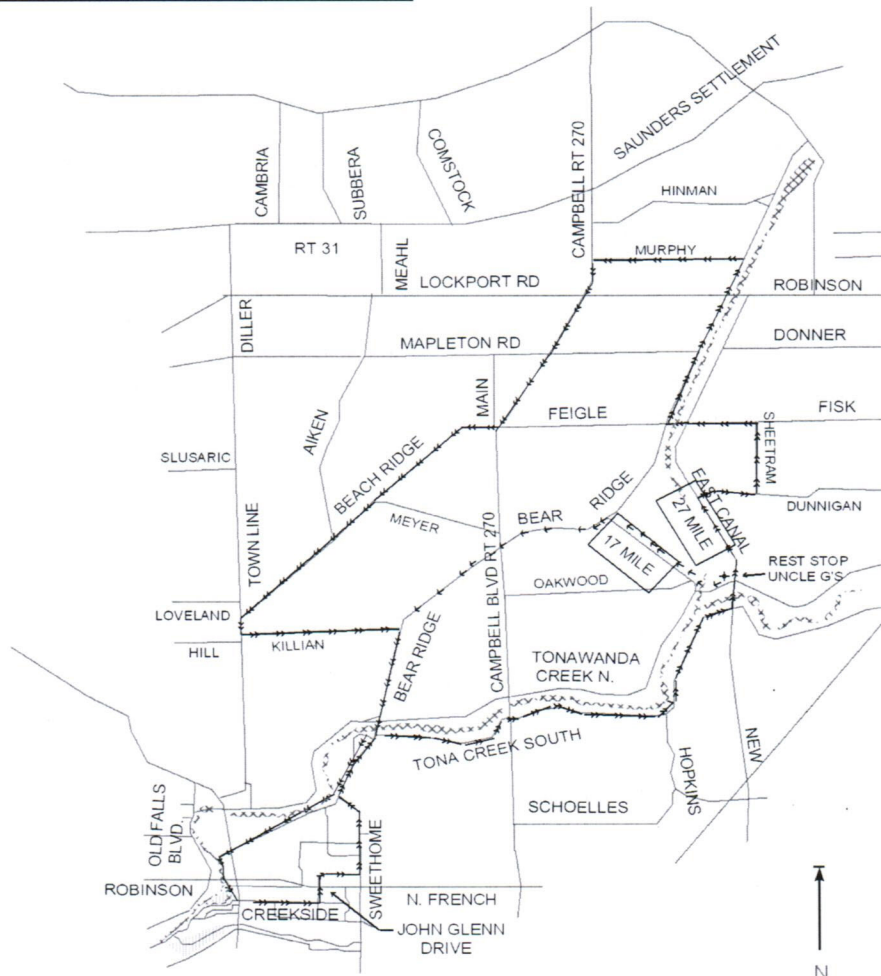 SAUNDERS SETTLEMENT
CAMPBELL RT 270
COMSTOCK
SUBBERA
CAMBRIA
HINMAN
RT 31
MEAHL
MURPHY
LOCKPORT RD
ROBINSON
DILLER
MAPLETON RD
DONNER
MAIN
AIKEN
FEIGLE
FISK
SHEETRAM
SLUSARIC
BEACH RIDGE
EAST CANAL
27 MILE
MEYER
BEAR
RIDGE
DUNNIGAN
TOWN LINE
CAMPBELL BLVD RT 270
17 MILE
OAKWOOD
REST STOP
UNCLE G'S
LOVELAND
HILL
KILLIAN
BEAR RIDGE
TONAWANDA
CREEK N.
TONA CREEK SOUTH
HOPKINS
NEW
OLD FALLS
BLVD.
SCHOELLES
SWEETHOME
ROBINSON
N. FRENCH
CREEKSIDE
JOHN GLENN
DRIVE
N